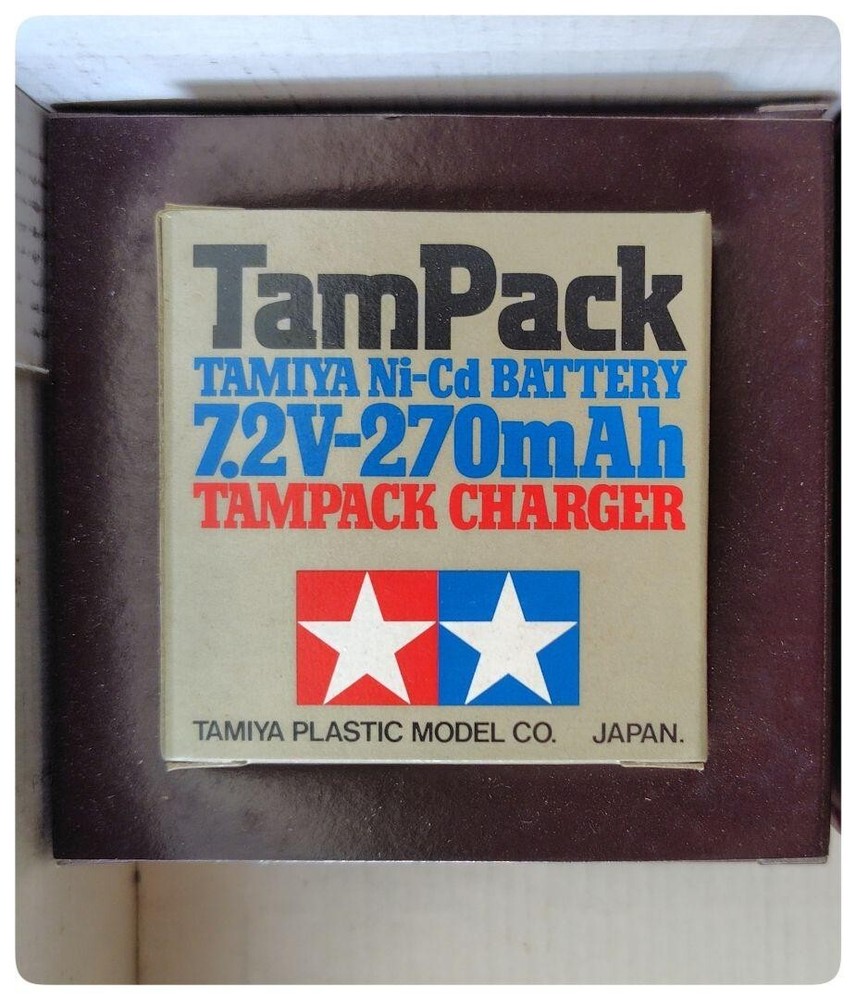 TamPack
TAMIYA Ni-Cd BATTERY
7.2V-270mAh
TAMPACK CHARGER
TAMIYA PLASTIC MODEL CO. JAPAN.